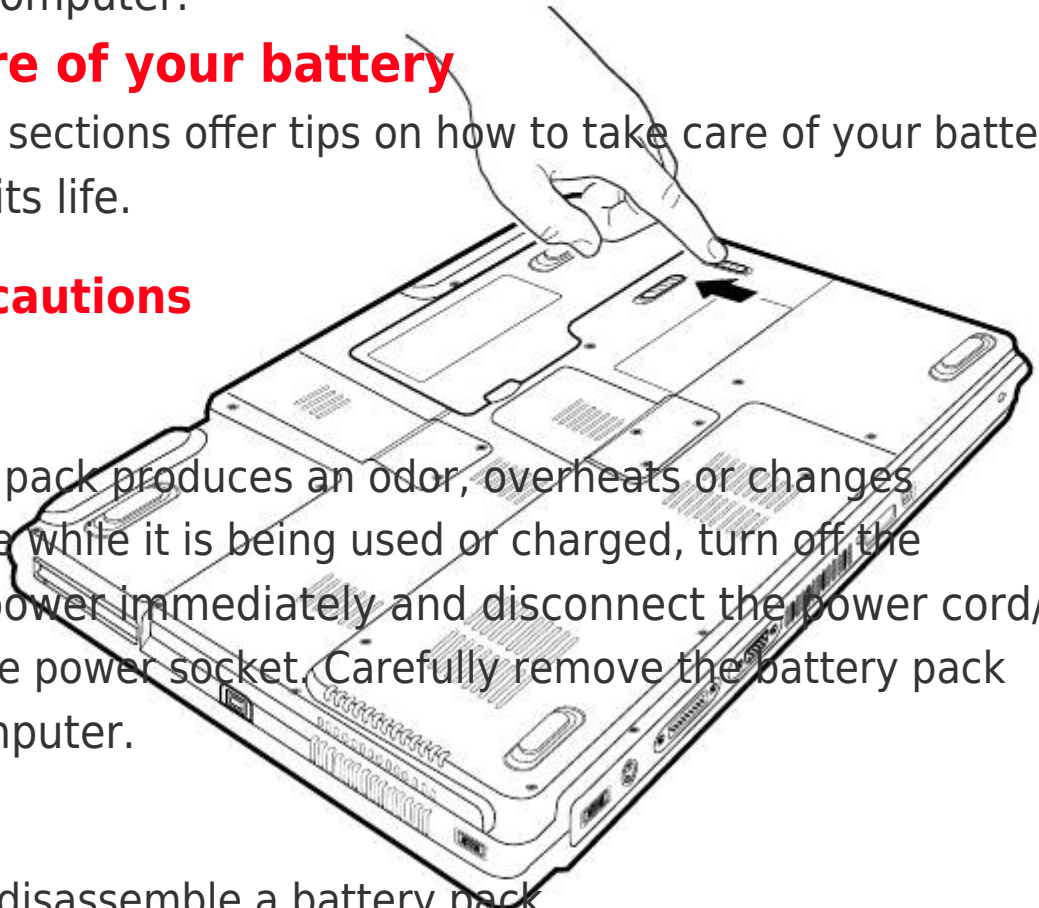 omputer.
re of your battery
sections offer tips on how to take care of your batte
its life.
cautions
pack produces an odor, overheats or changes
e while it is being used or charged, turn off the
power immediately and disconnect the power cord/
e power socket. Carefully remove the battery pack
mputer.
disassemble a battery pack